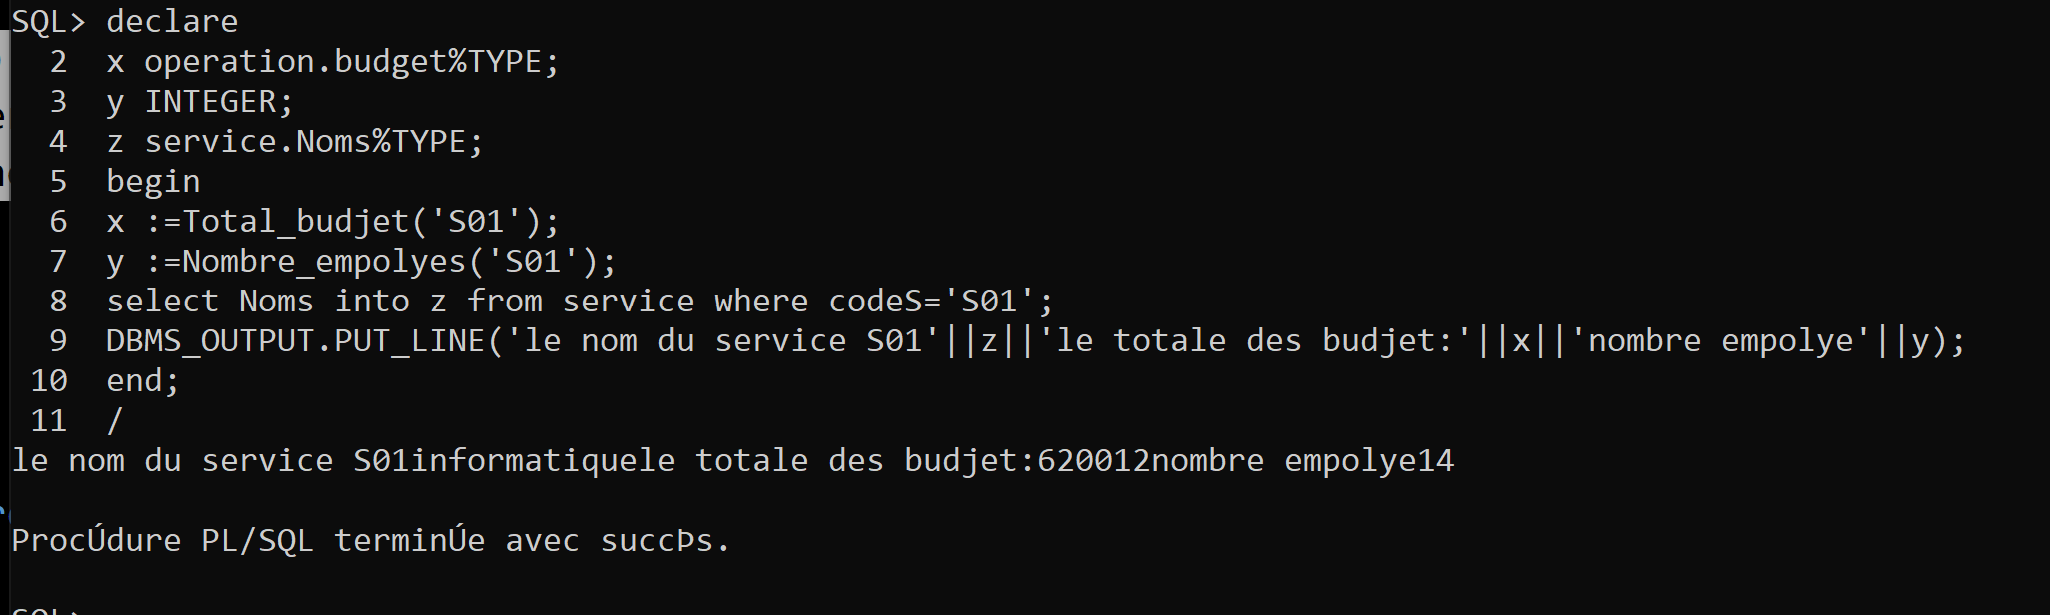 SQL> declare
2 x operation.budget%TYPE;
3 y INTEGER;
4 z service.Noms%TYPE;
5 begin
6 x :=Total_budjet('S01');
7 y :=Nombre_empolyes('S01');
8 select Noms into z from service where codeS='S01';
9 DBMS_OUTPUT.PUT_LINE('le nom du service S01'||z||'le totale des budjet:'||x||'nombre empolye'||y);
10 end;
11 /
le nom du service S01informatiquele totale des budjet:620012nombre empolye14
ProcÚdure PL/SQL terminÚe avec succÞs.
SQL>